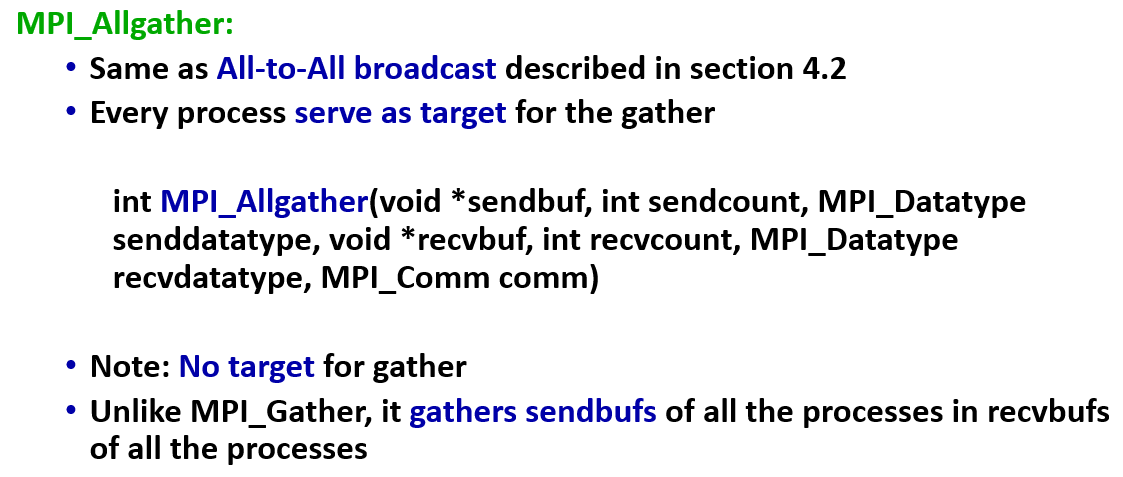 MPI_Allgather:
• Same as All-to-All broadcast described in section 4.2
• Every process serve as target for the gather
int MPI_Allgather(void *sendbuf, int sendcount, MPI_Datatype
senddatatype, void *recvbuf, int recvcount, MPI_Datatype
recvdatatype, MPI_Comm comm)
• Note: No target for gather
• Unlike MPI_Gather, it gathers sendbufs of all the processes in recvbufs
of all the processes